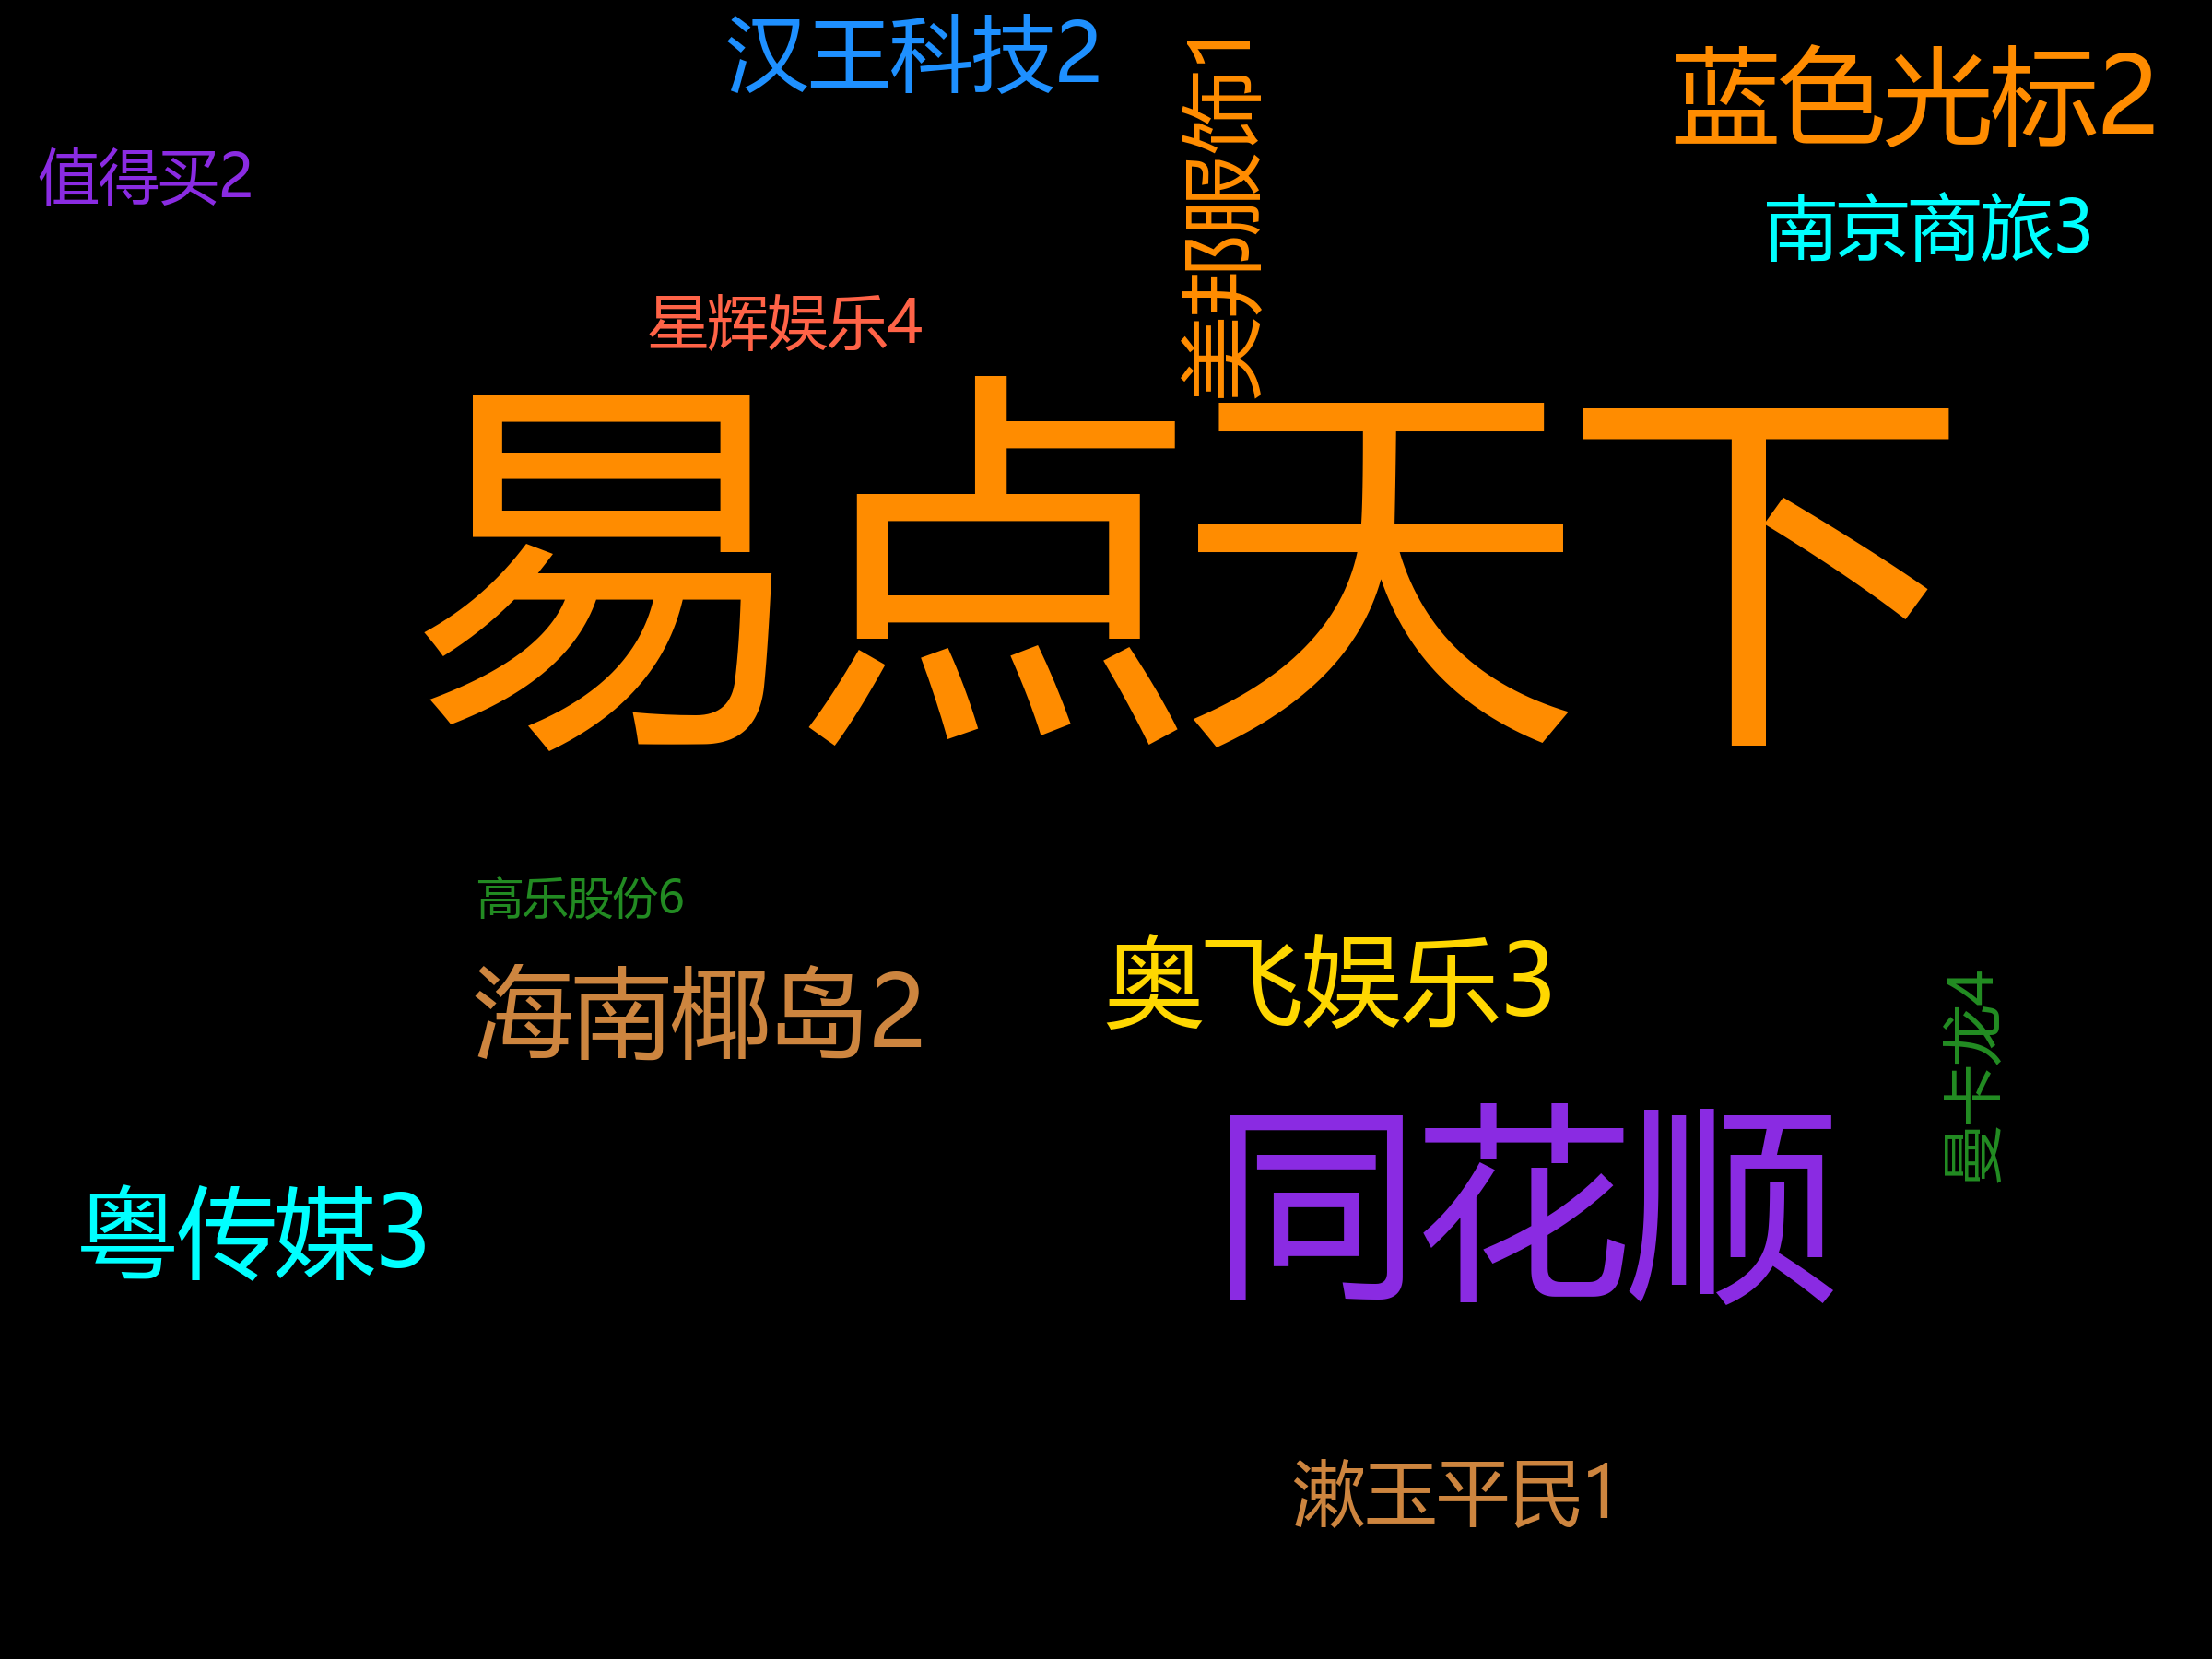 汉王科技2
蓝色光标2
美邦服饰1
值得买2
南京商旅3
星辉娱乐4
易点天下
高乐股份6
奥飞娱乐3
海南椰岛2
曼卡龙4
同花顺
粤传媒3
漱玉平民1